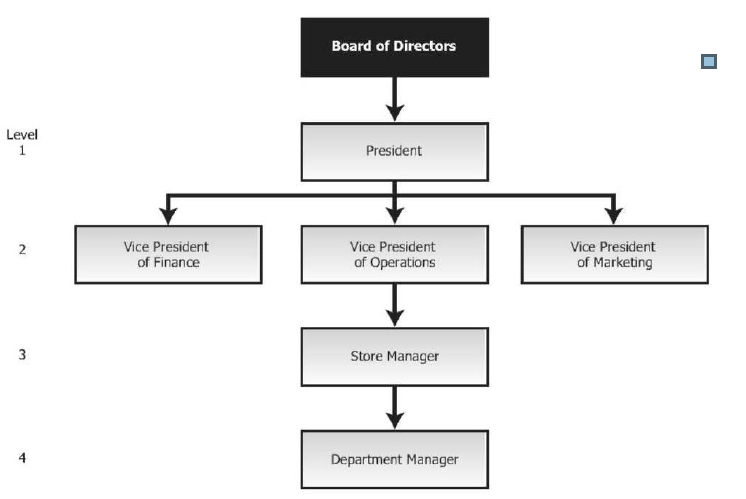 Board of Directors
Level
1
President
2
Vice President
of Finance
Vice President
of Operations
Vice President
of Marketing
3
Store Manager
4
Department Manager